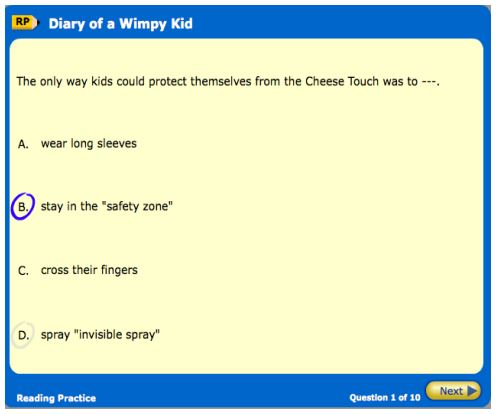 RP Diary of a Wimpy Kid
The only way kids could protect themselves from the Cheese Touch was to ---.
A. wear long sleeves
B. stay in the "safety zone"
C. cross their fingers
D. spray "invisible spray"
Reading Practice Question 1 of 10 Next